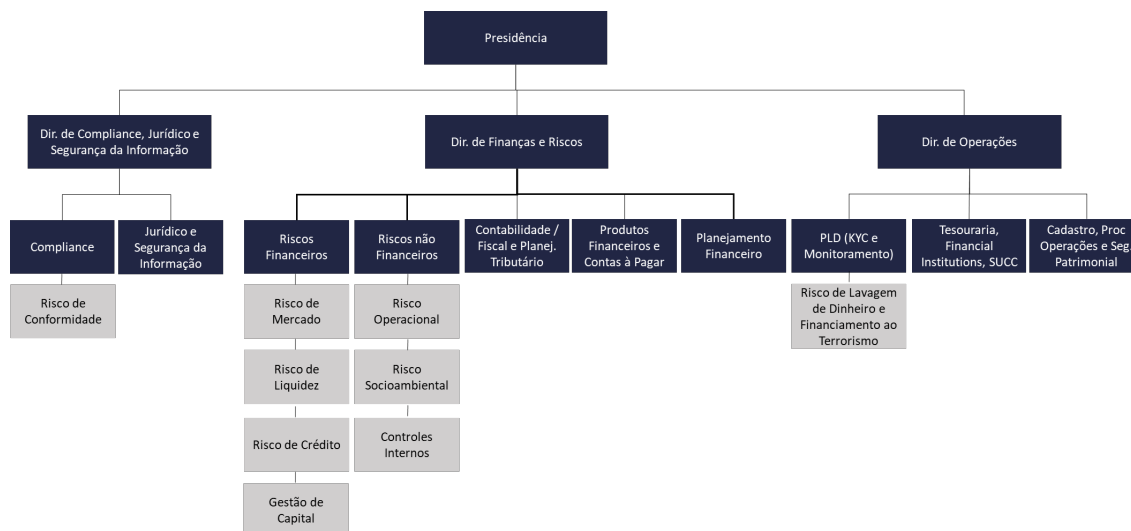 Presidência
Dir. de Compliance, Jurídico e
Segurança da Informação
Dir. de Finanças e Riscos
Dir. de Operações
Compliance
Jurídico e
Segurança da
Informação
Riscos
Financeiros
Riscos não
Financeiros
Contabilidade /
Fiscal e Planej.
Tributário
Produtos
Financeiros e
Contas à Pagar
Planejamento
Financeiro
PLD (KYC e
Monitoramento)
Tesouraria,
Financial
Institutions, SUCC
Cadastro, Proc
Operações e Seg.
Patrimonial
Risco de
Conformidade
Risco de
Mercado
Risco
Operacional
Risco de Lavagem
de Dinheiro e
Financiamento ao
Terrorismo
Risco de
Liquidez
Risco
Socioambiental
Risco de Crédito
Controles
Internos
Gestão de
Capital